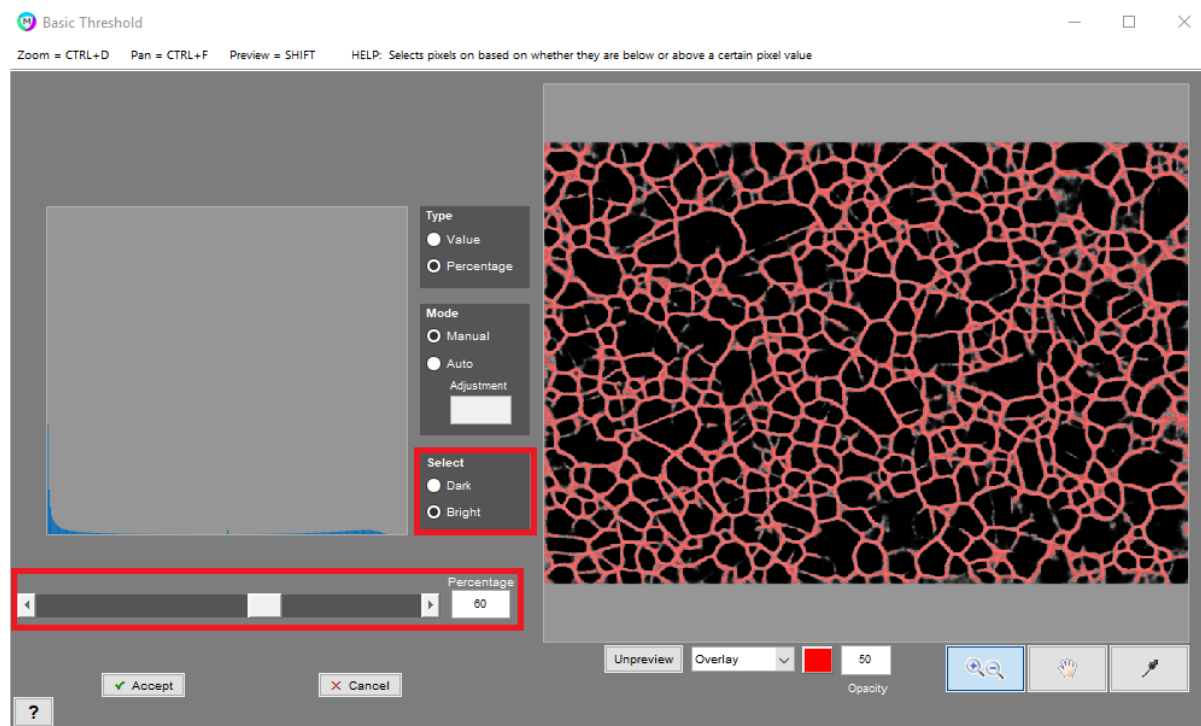 M Basic Threshold
Zoom = CTRL+D Pan = CTRL+F Preview = SHIFT HELP: Selects pixels on based on whether they are below or above a certain pixel value
Type
Value
Percentage
Mode
Manual
Auto
Adjustment
Select
Dark
Bright
Percentage
60
Unpreview Overlay 50
Opacity
✔ Accept ✕ Cancel
?